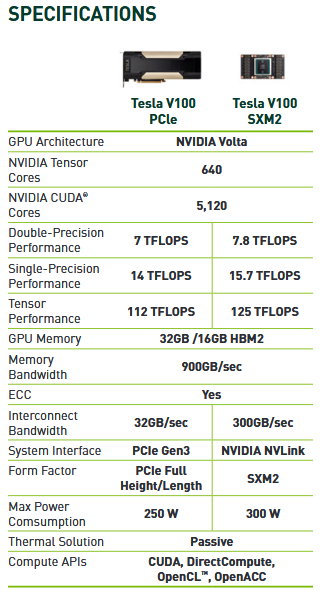 SPECIFICATIONS
TESLA
Tesla V100
PCle
Tesla V100
SXM2
GPU Architecture NVIDIA Volta
NVIDIA Tensor
Cores
640
NVIDIA CUDA®
Cores
5,120
Double-Precision
Performance
7 TFLOPS 7.8 TFLOPS
Single-Precision
Performance
14 TFLOPS 15.7 TFLOPS
Tensor
Performance
112 TFLOPS 125 TFLOPS
GPU Memory 32GB /16GB HBM2
Memory
Bandwidth
900GB/sec
ECC Yes
Interconnect
Bandwidth
32GB/sec 300GB/sec
System Interface PCIe Gen3 NVIDIA NVLink
Form Factor PCIe Full
Height/Length
SXM2
Max Power
Comsumption
250 W 300 W
Thermal Solution Passive
Compute APIs CUDA, DirectCompute,
OpenCL™, OpenACC